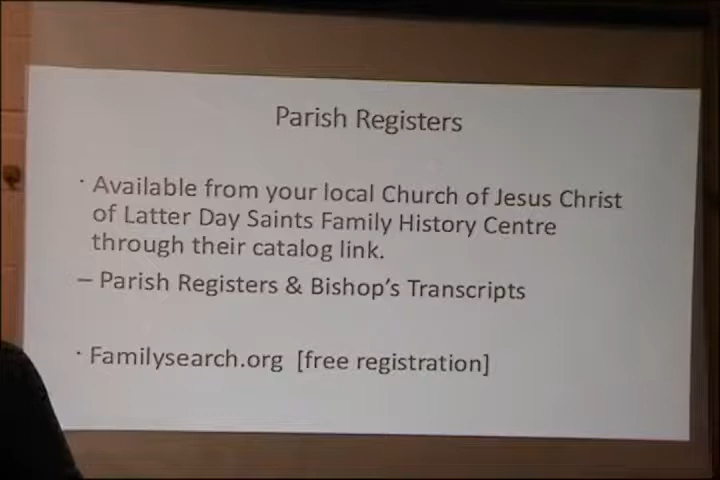 Parish Registers
· Available from your local Church of Jesus Christ
of Latter Day Saints Family History Centre
through their catalog link.
– Parish Registers & Bishop's Transcripts
· Familysearch.org [free registration]